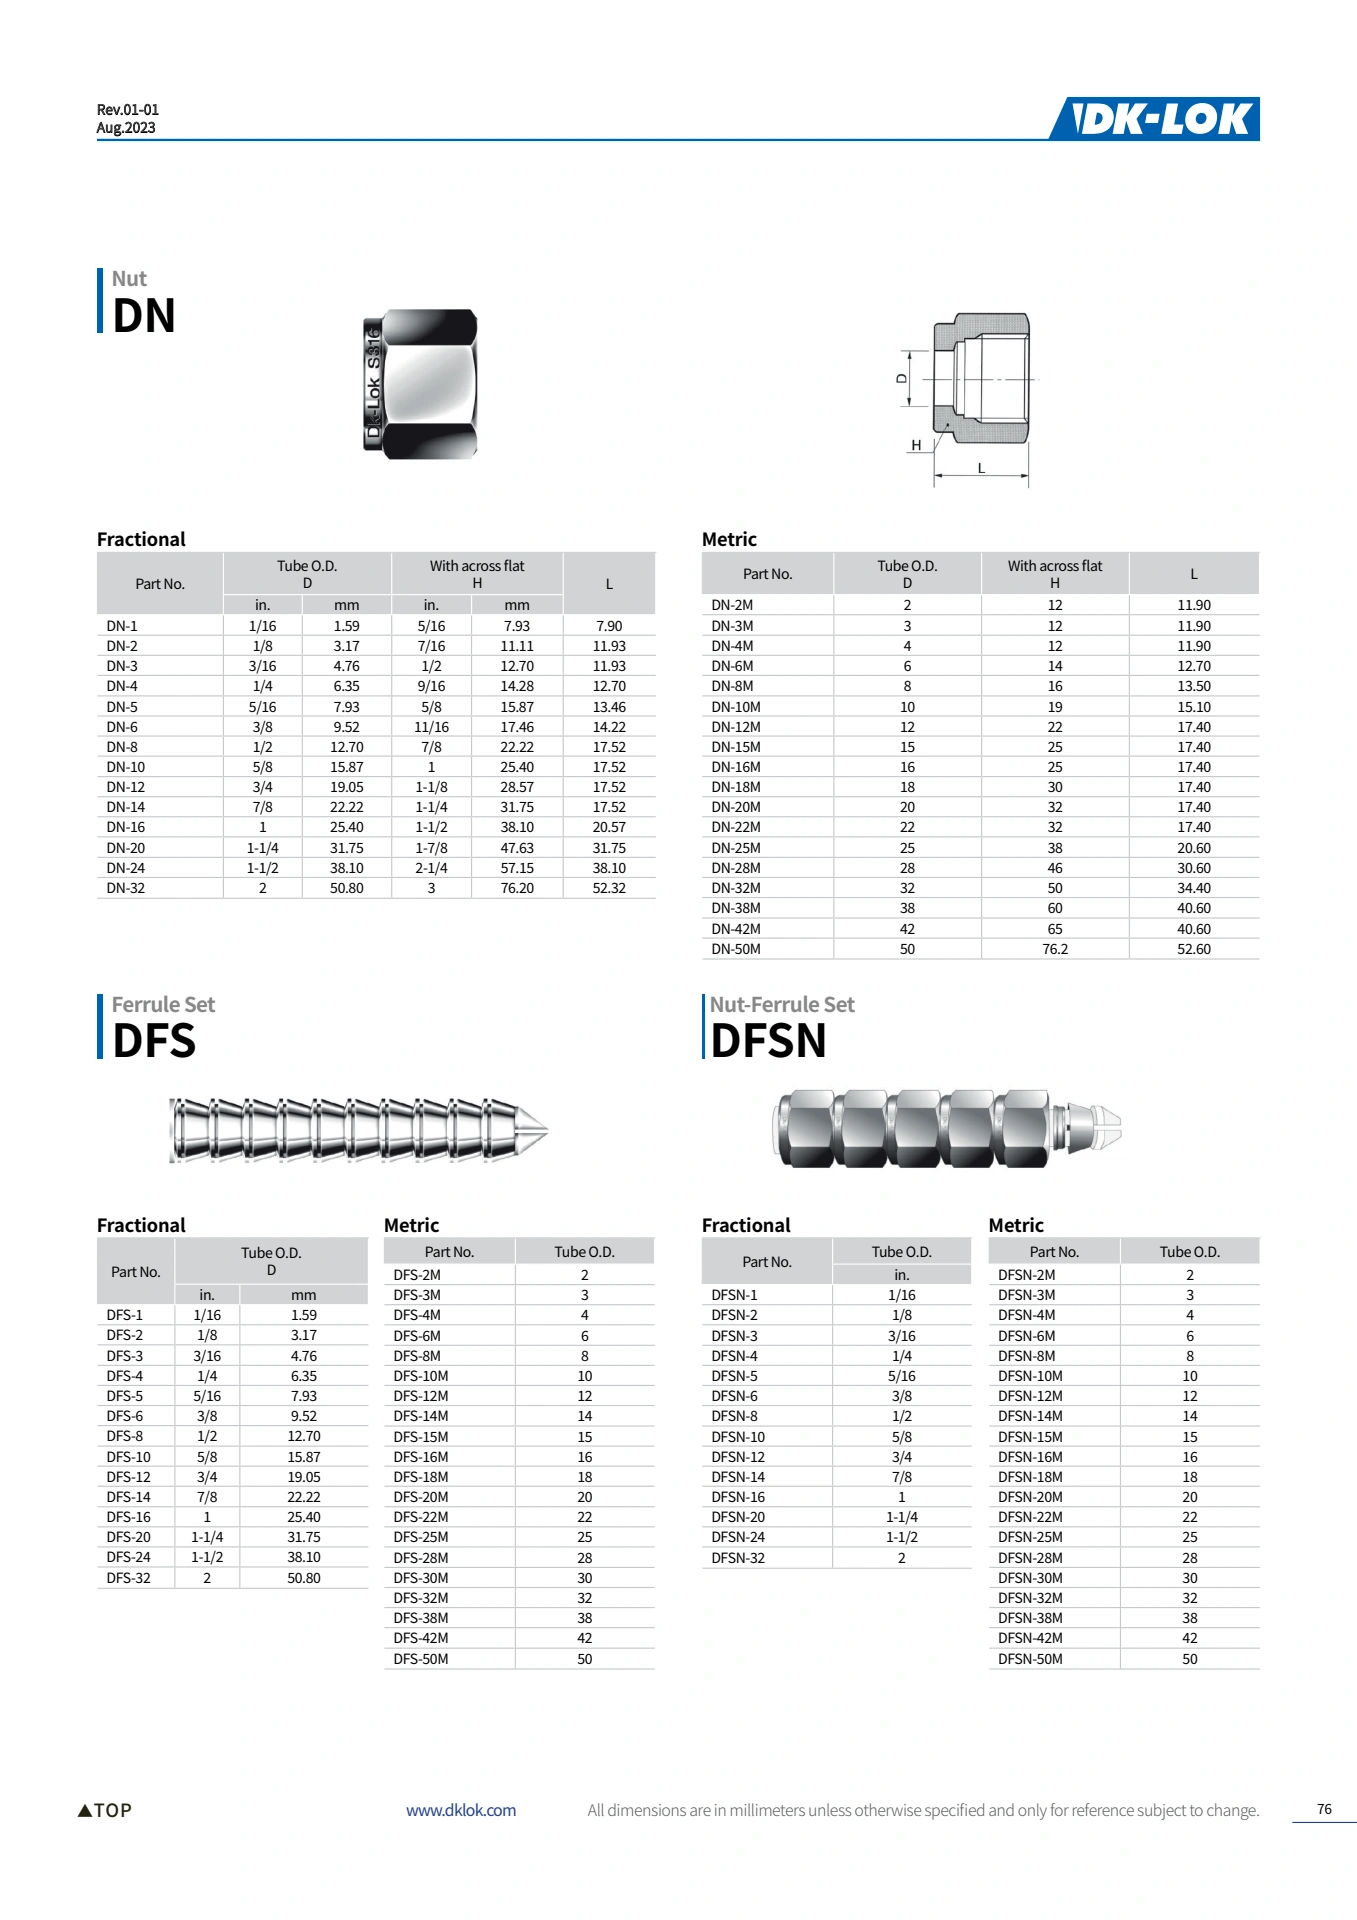 Rev.01-01
Aug.2023
DK-LOK
Nut
DN
DK-Lok S316
D
H
L
Fractional
Part No. Tube O.D. D With across flat H L
in. mm in. mm
DN-1 1/16 1.59 5/16 7.93 7.90
DN-2 1/8 3.17 7/16 11.11 11.93
DN-3 3/16 4.76 1/2 12.70 11.93
DN-4 1/4 6.35 9/16 14.28 12.70
DN-5 5/16 7.93 5/8 15.87 13.46
DN-6 3/8 9.52 11/16 17.46 14.22
DN-8 1/2 12.70 7/8 22.22 17.52
DN-10 5/8 15.87 1 25.40 17.52
DN-12 3/4 19.05 1-1/8 28.57 17.52
DN-14 7/8 22.22 1-1/4 31.75 17.52
DN-16 1 25.40 1-1/2 38.10 20.57
DN-20 1-1/4 31.75 1-7/8 47.63 31.75
DN-24 1-1/2 38.10 2-1/4 57.15 38.10
DN-32 2 50.80 3 76.20 52.32
Metric
Part No. Tube O.D. D With across flat H L
DN-2M 2 12 11.90
DN-3M 3 12 11.90
DN-4M 4 12 11.90
DN-6M 6 14 12.70
DN-8M 8 16 13.50
DN-10M 10 19 15.10
DN-12M 12 22 17.40
DN-15M 15 25 17.40
DN-16M 16 25 17.40
DN-18M 18 30 17.40
DN-20M 20 32 17.40
DN-22M 22 32 17.40
DN-25M 25 38 20.60
DN-28M 28 46 30.60
DN-32M 32 50 34.40
DN-38M 38 60 40.60
DN-42M 42 65 40.60
DN-50M 50 76.2 52.60
Ferrule Set
DFS
Fractional
Part No. Tube O.D. D
in. mm
DFS-1 1/16 1.59
DFS-2 1/8 3.17
DFS-3 3/16 4.76
DFS-4 1/4 6.35
DFS-5 5/16 7.93
DFS-6 3/8 9.52
DFS-8 1/2 12.70
DFS-10 5/8 15.87
DFS-12 3/4 19.05
DFS-14 7/8 22.22
DFS-16 1 25.40
DFS-20 1-1/4 31.75
DFS-24 1-1/2 38.10
DFS-32 2 50.80
Metric
Part No. Tube O.D.
DFS-2M 2
DFS-3M 3
DFS-4M 4
DFS-6M 6
DFS-8M 8
DFS-10M 10
DFS-12M 12
DFS-14M 14
DFS-15M 15
DFS-16M 16
DFS-18M 18
DFS-20M 20
DFS-22M 22
DFS-25M 25
DFS-28M 28
DFS-30M 30
DFS-32M 32
DFS-38M 38
DFS-42M 42
DFS-50M 50
Nut-Ferrule Set
DFSN
Fractional
Part No. Tube O.D.
in.
DFSN-1 1/16
DFSN-2 1/8
DFSN-3 3/16
DFSN-4 1/4
DFSN-5 5/16
DFSN-6 3/8
DFSN-8 1/2
DFSN-10 5/8
DFSN-12 3/4
DFSN-14 7/8
DFSN-16 1
DFSN-20 1-1/4
DFSN-24 1-1/2
DFSN-32 2
Metric
Part No. Tube O.D.
DFSN-2M 2
DFSN-3M 3
DFSN-4M 4
DFSN-6M 6
DFSN-8M 8
DFSN-10M 10
DFSN-12M 12
DFSN-14M 14
DFSN-15M 15
DFSN-16M 16
DFSN-18M 18
DFSN-20M 20
DFSN-22M 22
DFSN-25M 25
DFSN-28M 28
DFSN-30M 30
DFSN-32M 32
DFSN-38M 38
DFSN-42M 42
DFSN-50M 50
▲TOP
www.dklok.com
All dimensions are in millimeters unless otherwise specified and only for reference subject to change.
76